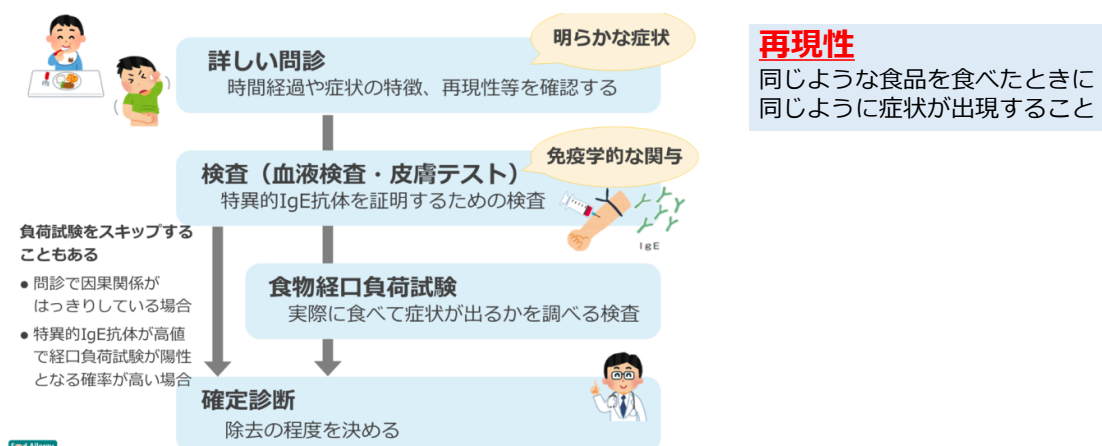 明らかな症状
詳しい問診
時間経過や症状の特徴、再現性等を確認する
再現性
同じような食品を食べたときに
同じように症状が出現すること
免疫学的な関与
検査（血液検査・皮膚テスト）
特異的IgE抗体を証明するための検査
IgE
負荷試験をスキップする
こともある
● 問診で因果関係が
はっきりしている場合
● 特異的IgE抗体が高値
で経口負荷試験が陽性
となる確率が高い場合
食物経口負荷試験
実際に食べて症状が出るかを調べる検査
確定診断
除去の程度を決める